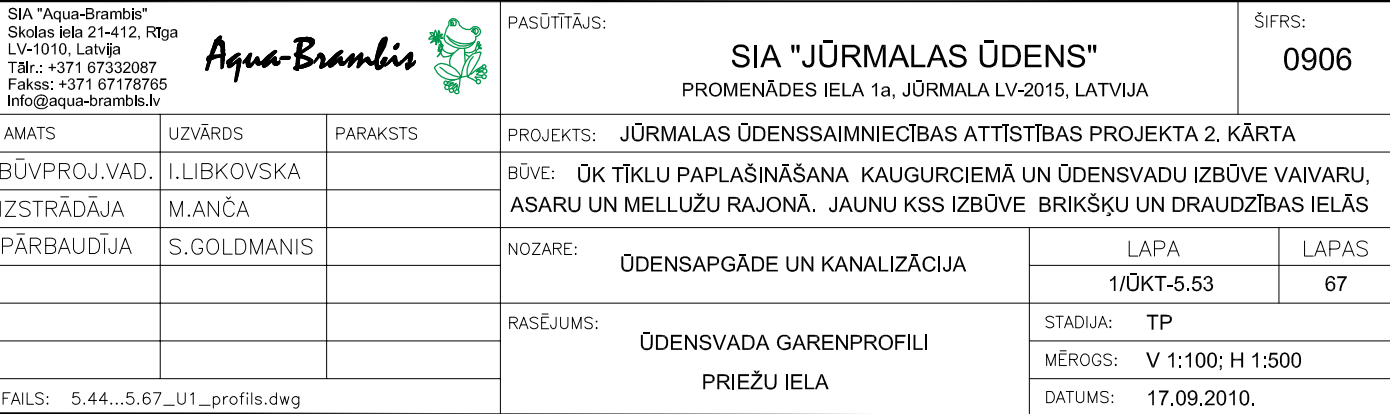 SIA "Aqua-Brambis"
Skolas iela 21-412, Rīga
LV-1010, Latvija
Tālr.: +371 67332087
Fakss: +371 67178765
Info@aqua-brambis.lv
Aqua-Brambis
PASŪTĪTĀJS:
SIA "JŪRMALAS ŪDENS"
PROMENĀDES IELA 1a, JŪRMALA LV-2015, LATVIJA
ŠIFRS:
0906
AMATS UZVĀRDS PARAKSTS
BŪVPROJ.VAD. I.LIBKOVSKA
IZSTRĀDĀJA M.ANČA
PĀRBAUDĪJA S.GOLDMANIS
FAILS: 5.44...5.67_U1_profils.dwg
PROJEKTS: JŪRMALAS ŪDENSSAIMNIECĪBAS ATTĪSTĪBAS PROJEKTA 2. KĀRTA
BŪVE: ŪK TĪKLU PAPLAŠINĀŠANA KAUGURCIEMĀ UN ŪDENSVADU IZBŪVE VAIVARU,
ASARU UN MELLUŽU RAJONĀ. JAUNU KSS IZBŪVE BRIKŠĶU UN DRAUDZĪBAS IELĀS
NOZARE:
ŪDENSAPGĀDE UN KANALIZĀCIJA
LAPA LAPAS
1/ŪKT-5.53 67
RASĒJUMS:
ŪDENSVADA GARENPROFILI
PRIEŽU IELA
STADIJA: TP
MĒROGS: V 1:100; H 1:500
DATUMS: 17.09.2010.